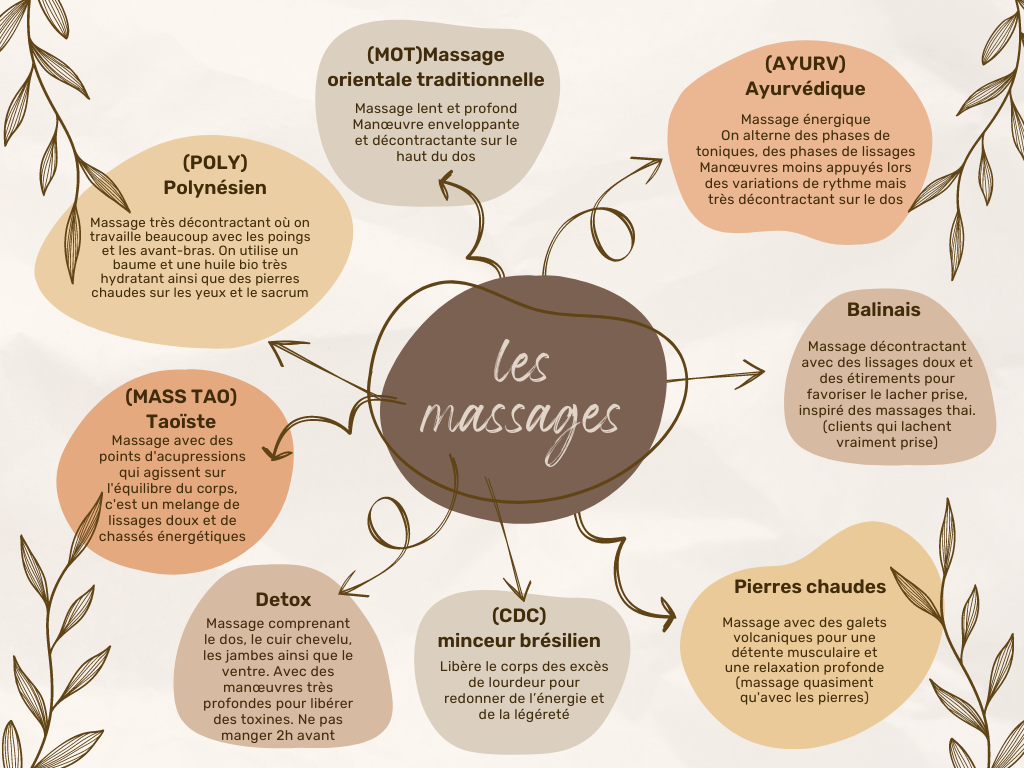 (MOT)Massage
orientale traditionnelle
Massage lent et profond
Manœuvre enveloppante
et décontractante sur le
haut du dos
(AYURV)
Ayurvédique
Massage énergique
On alterne des phases de
toniques, des phases de lissages
Manœuvres moins appuyés lors
des variations de rythme mais
très décontractant sur le dos
(POLY)
Polynésien
Massage très décontractant où on
travaille beaucoup avec les poings
et les avant-bras. On utilise un
baume et une huile bio très
hydratant ainsi que des pierres
chaudes sur les yeux et le sacrum
les
massages
Balinais
Massage décontractant
avec des lissages doux et
des étirements pour
favoriser le lacher prise,
inspiré des massages thai.
(clients qui lachent
vraiment prise)
(MASS TAO)
Taoïste
Massage avec des
points d'acupressions
qui agissent sur
l'équilibre du corps,
c'est un melange de
lissages doux et de
chassés énergétiques
Detox
Massage comprenant
le dos, le cuir chevelu,
les jambes ainsi que le
ventre. Avec des
manœuvres très
profondes pour libérer
des toxines. Ne pas
manger 2h avant
(CDC)
minceur brésilien
Libère le corps des excès
de lourdeur pour
redonner de l'énergie et
de la légéreté
Pierres chaudes
Massage avec des galets
volcaniques pour une
détente musculaire et
une relaxation profonde
(massage quasiment
qu'avec les pierres)